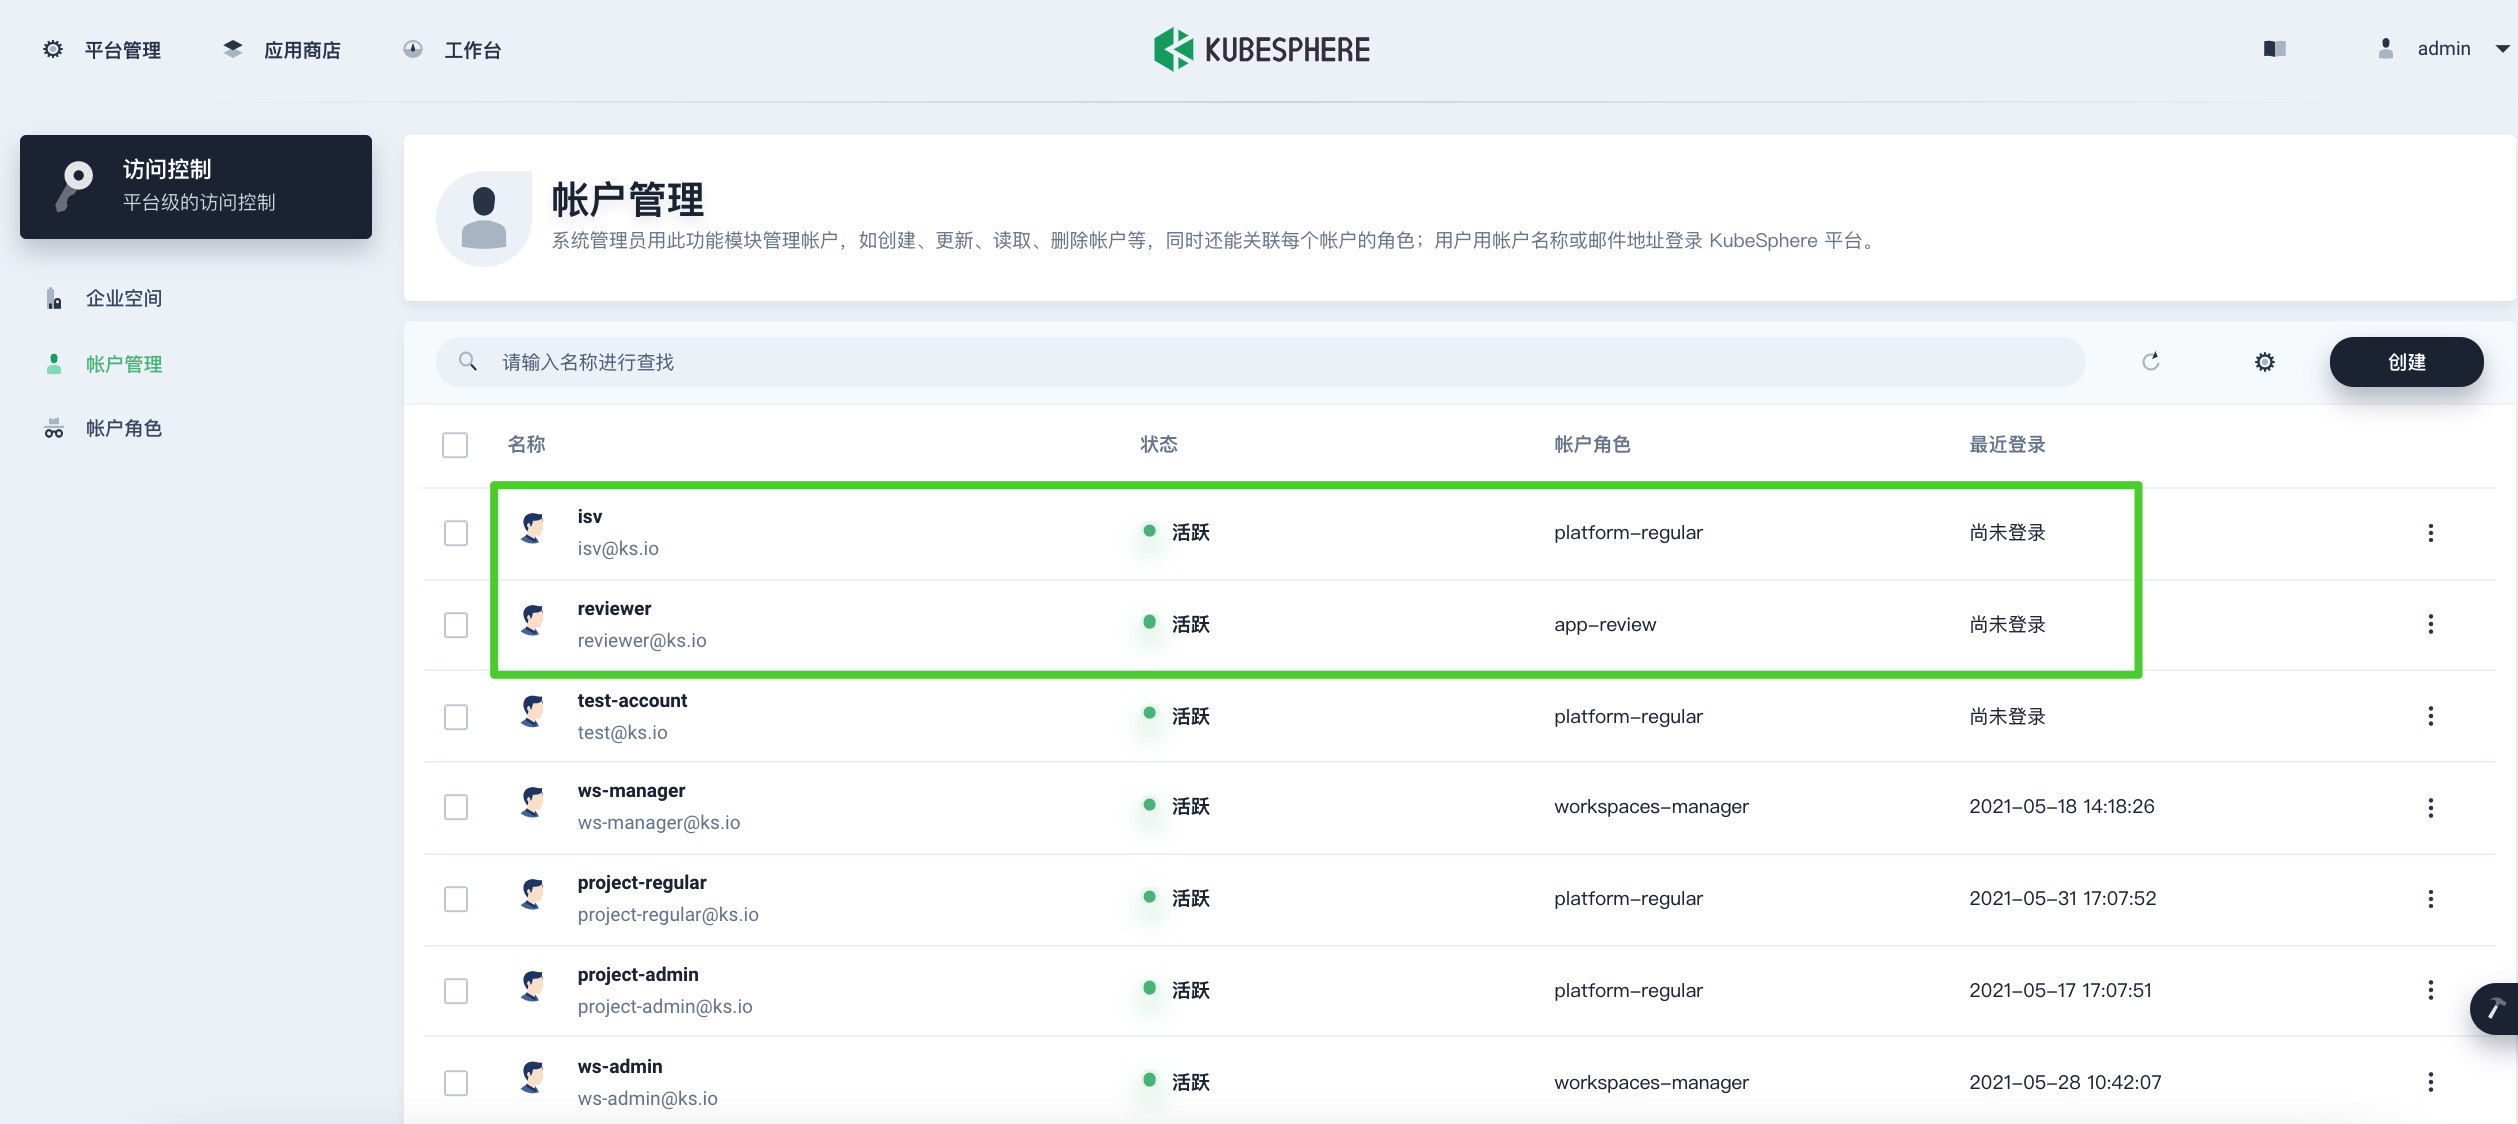 平台管理
应用商店
工作台
KUBESPHERE
admin
访问控制
平台级的访问控制
企业空间
帐户管理
帐户角色
帐户管理
系统管理员用此功能模块管理帐户，如创建、更新、读取、删除帐户等，同时还能关联每个帐户的角色；用户用帐户名称或邮件地址登录 KubeSphere 平台。
请输入名称进行查找
创建
名称 状态 帐户角色 最近登录
isv
isv@ks.io
活跃 platform-regular 尚未登录
reviewer
reviewer@ks.io
活跃 app-review 尚未登录
test-account
test@ks.io
活跃 platform-regular 尚未登录
ws-manager
ws-manager@ks.io
活跃 workspaces-manager 2021-05-18 14:18:26
project-regular
project-regular@ks.io
活跃 platform-regular 2021-05-31 17:07:52
project-admin
project-admin@ks.io
活跃 platform-regular 2021-05-17 17:07:51
ws-admin
ws-admin@ks.io
活跃 workspaces-manager 2021-05-28 10:42:07